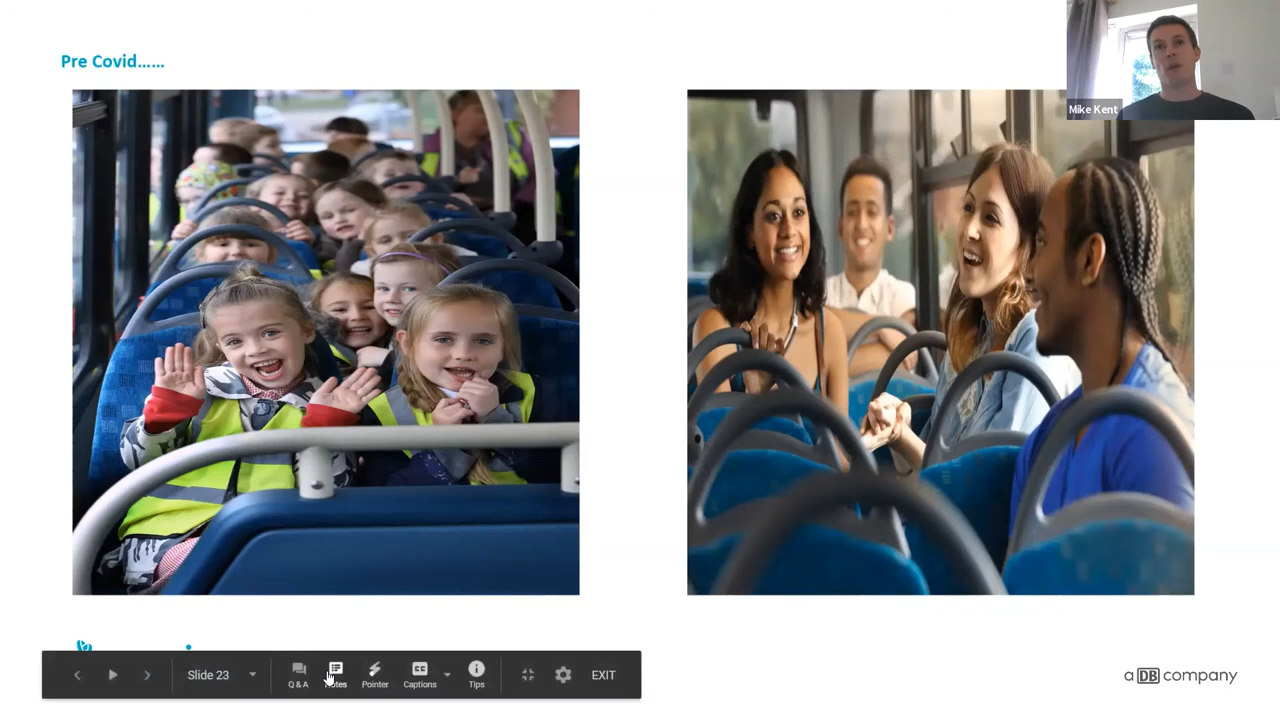 Pre Covid……
Mike Kent
Slide 23
Q & A
Notes
Pointer
Captions
Tips
EXIT
a DB company